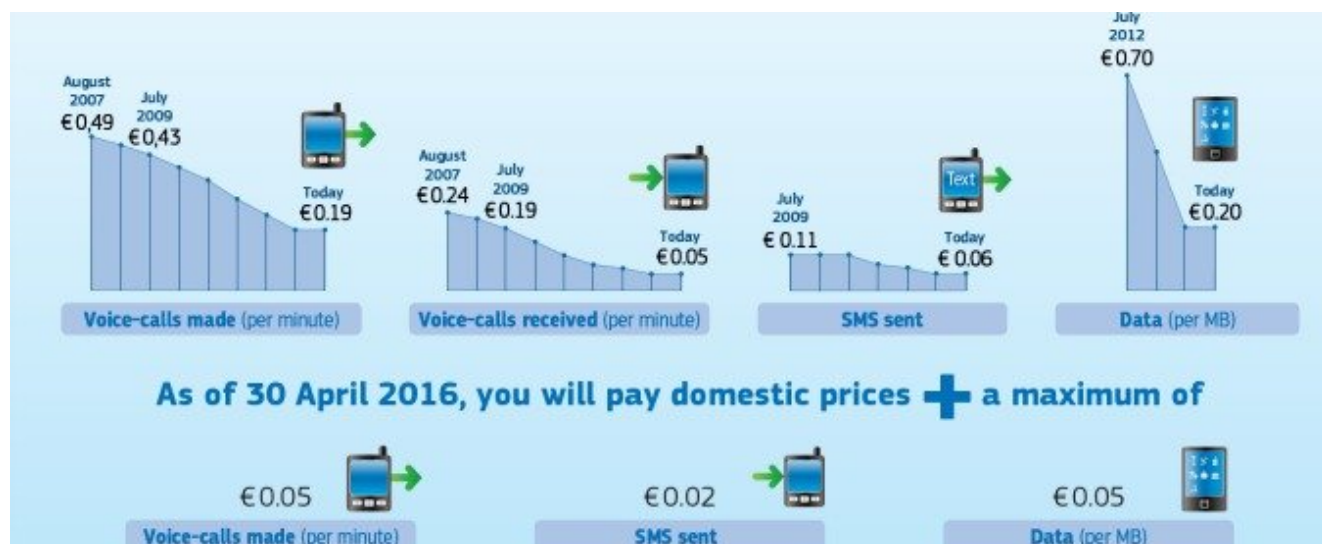 July
2012
€0.70
August
2007
€0,49
July
2009
€0,43
Today
€0.19
Voice-calls made (per minute)
August
2007
€0.24
July
2009
€0.19
Today
€0.05
Voice-calls received (per minute)
July
2009
€0.11
Text
Today
€0.06
SMS sent
Today
€0.20
Data (per MB)
As of 30 April 2016, you will pay domestic prices + a maximum of
€0.05
Voice-calls made (per minute)
€0.02
SMS sent
€0.05
Data (per MB)